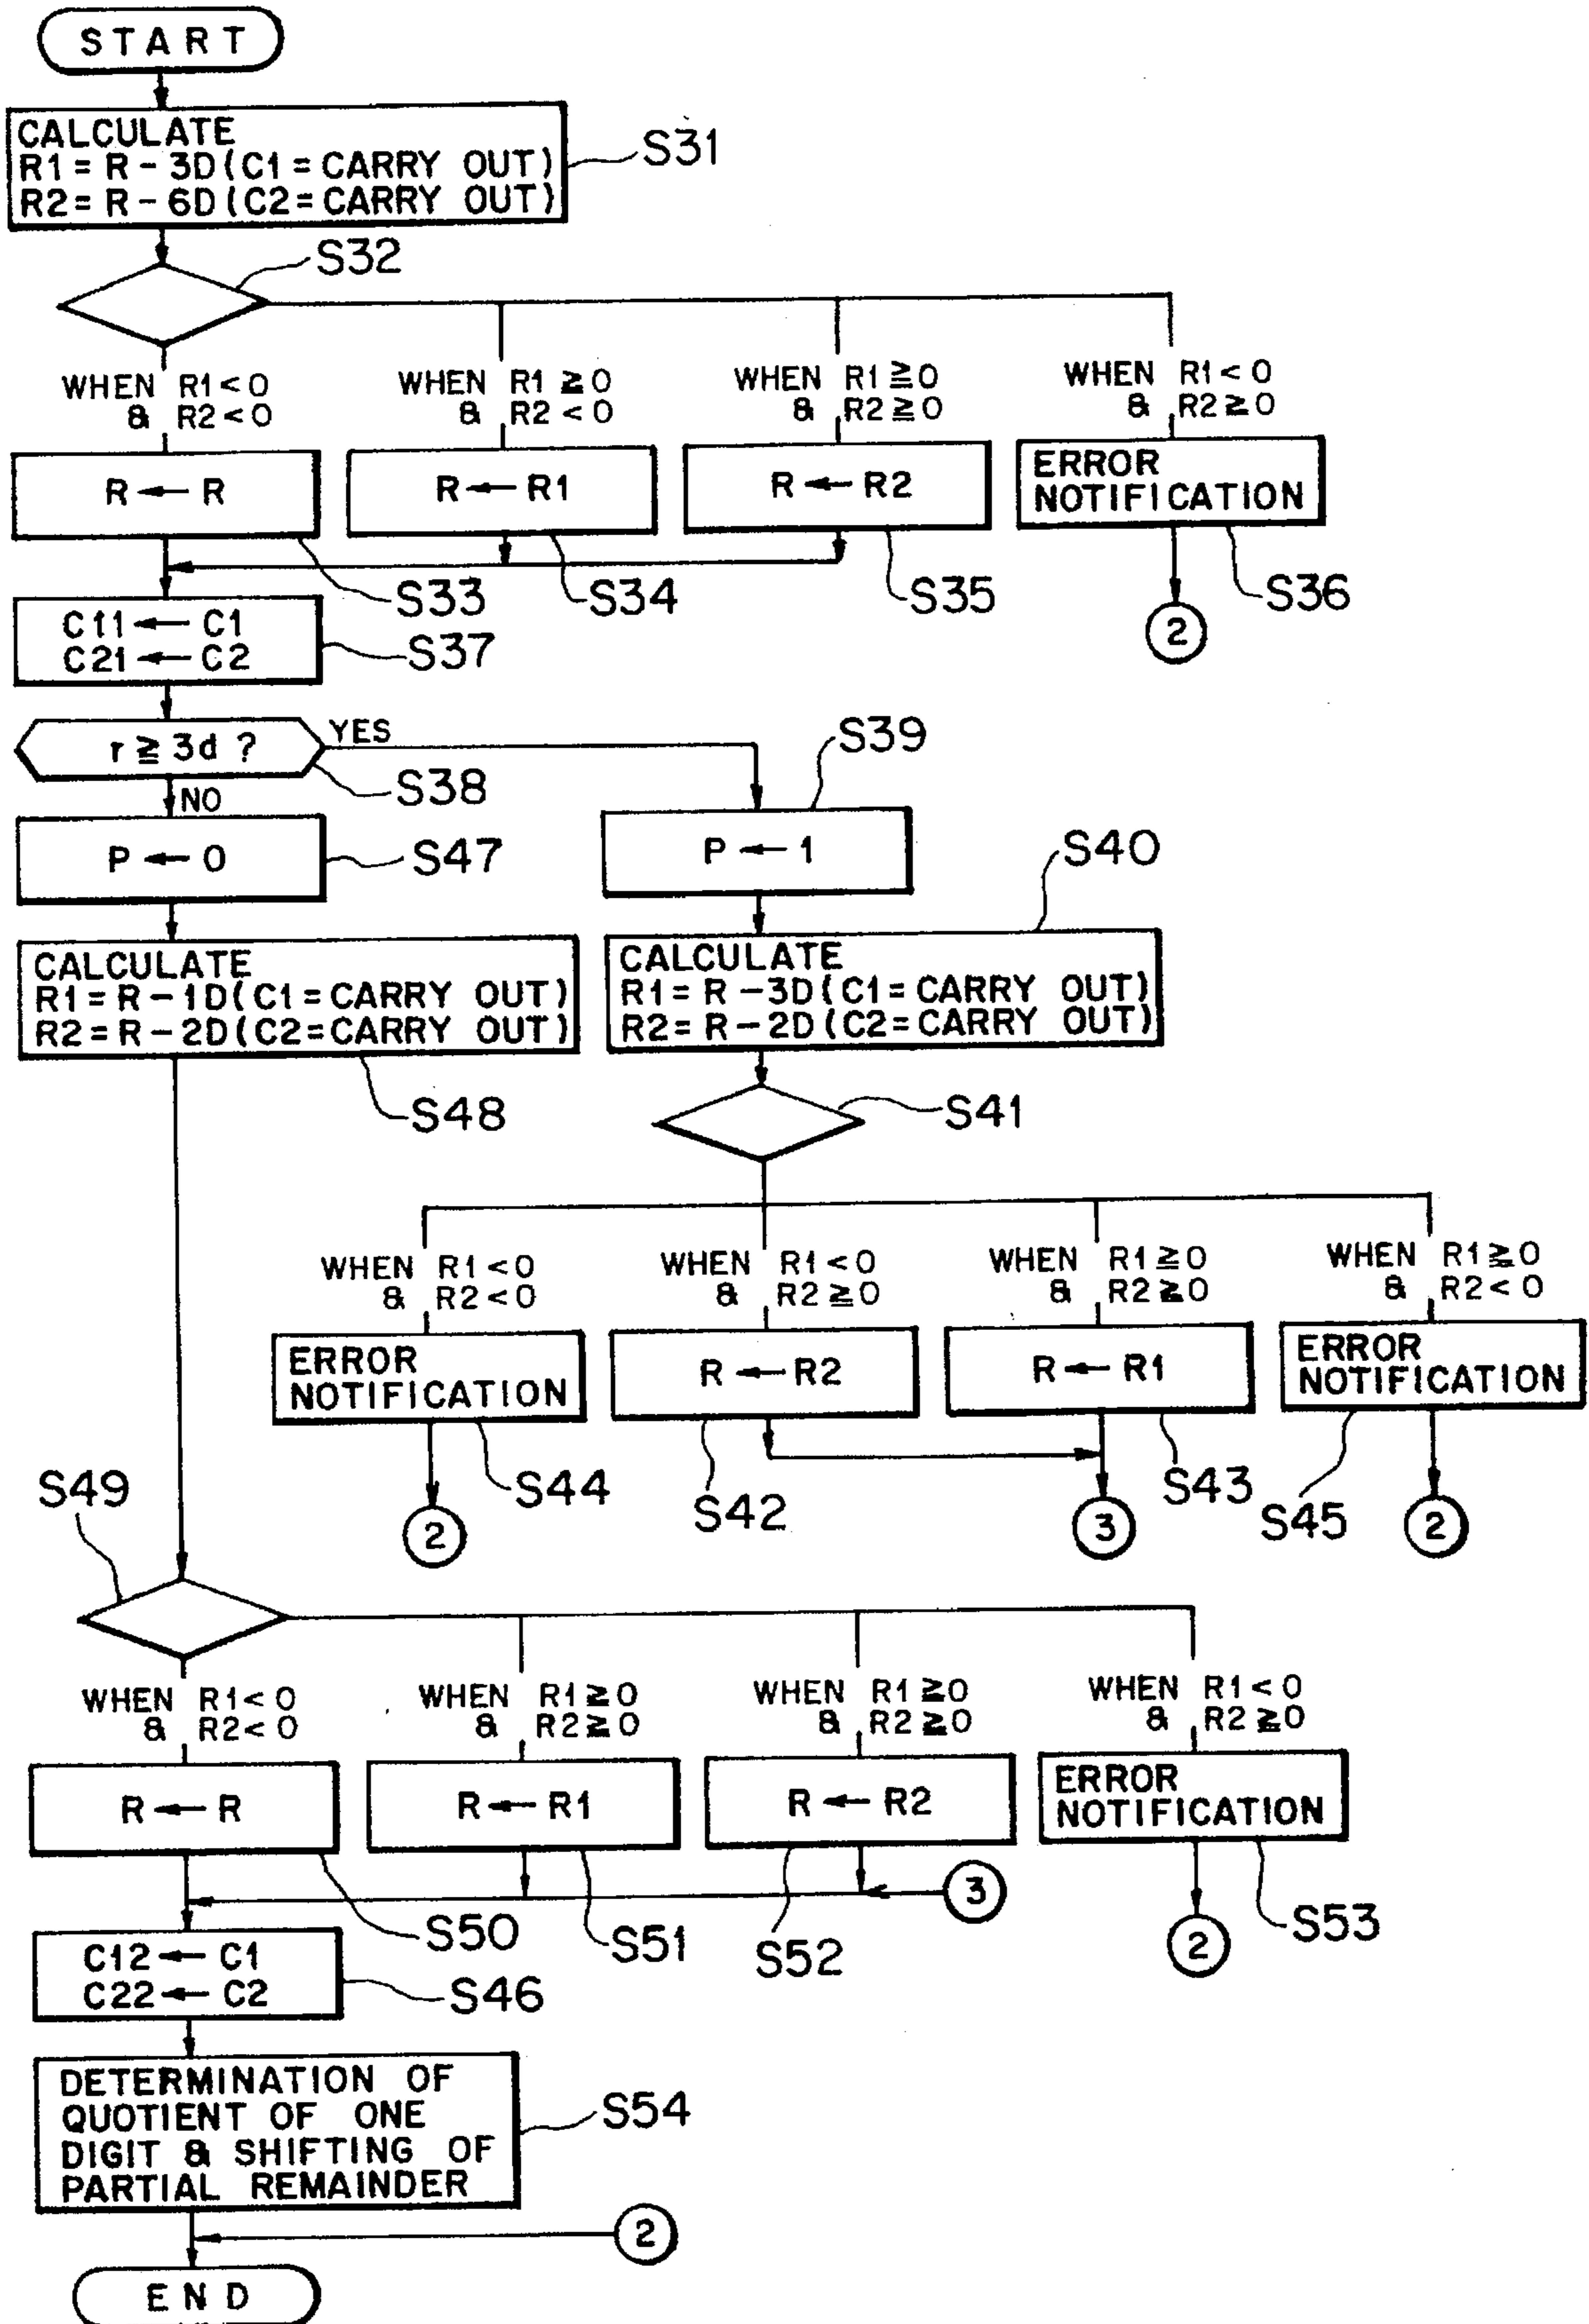 START
CALCULATE
R1 = R - 3D (C1 = CARRY OUT)
R2 = R - 6D (C2 = CARRY OUT)
S31
S32
WHEN R1 < 0
& R2 < 0
WHEN R1 ≧ 0
& R2 < 0
WHEN R1 ≧ 0
& R2 ≧ 0
WHEN R1 < 0
& R2 ≧ 0
R ← R
R ← R1
R ← R2
ERROR
NOTIFICATION
S33
S34
S35
S36
2
C11 ← C1
C21 ← C2
S37
r ≧ 3d ?
YES
S38
NO
S39
P ← 0
S47
P ← 1
S40
CALCULATE
R1 = R - 1D (C1 = CARRY OUT)
R2 = R - 2D (C2 = CARRY OUT)
S48
CALCULATE
R1 = R - 3D (C1 = CARRY OUT)
R2 = R - 2D (C2 = CARRY OUT)
S41
WHEN R1 < 0
& R2 < 0
WHEN R1 < 0
& R2 ≧ 0
WHEN R1 ≧ 0
& R2 ≧ 0
WHEN R1 ≧ 0
& R2 < 0
ERROR
NOTIFICATION
R ← R2
R ← R1
ERROR
NOTIFICATION
S44
S42
S43
S45
2
3
2
S49
WHEN R1 < 0
& R2 < 0
WHEN R1 ≧ 0
& R2 ≧ 0
WHEN R1 ≧ 0
& R2 ≧ 0
WHEN R1 < 0
& R2 ≧ 0
R ← R
R ← R1
R ← R2
ERROR
NOTIFICATION
3
S50
S51
S52
S53
2
C12 ← C1
C22 ← C2
S46
DETERMINATION OF
QUOTIENT OF ONE
DIGIT & SHIFTING OF
PARTIAL REMAINDER
S54
2
END